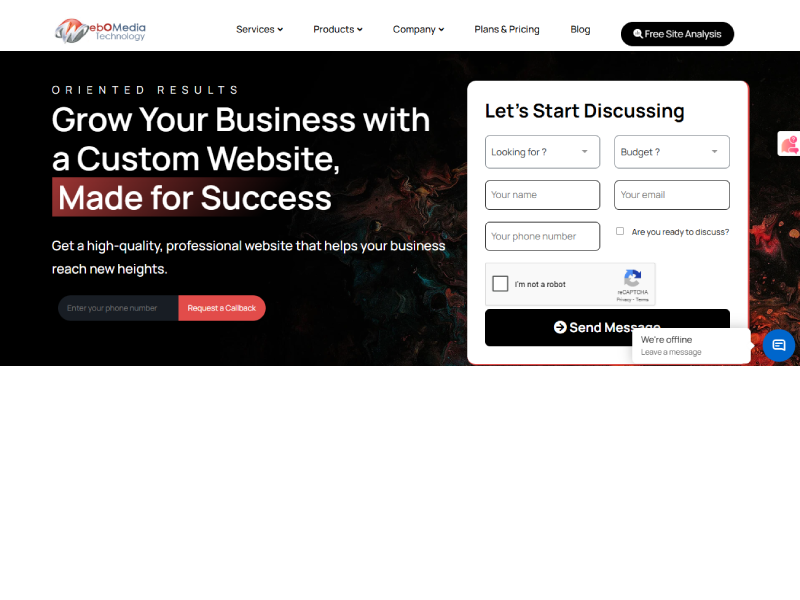 WebOMedia
Technology
Services
Products
Company
Plans & Pricing
Blog
Free Site Analysis
ORIENTED RESULTS
Grow Your Business with
a Custom Website,
Made for Success
Get a high-quality, professional website that helps your business
reach new heights.
Enter your phone number
Request a Callback
Let's Start Discussing
Looking for ?
Budget ?
Your name
Your email
Your phone number
Are you ready to discuss?
I'm not a robot
reCAPTCHA
Privacy - Terms
Send Message
We're offline
Leave a message